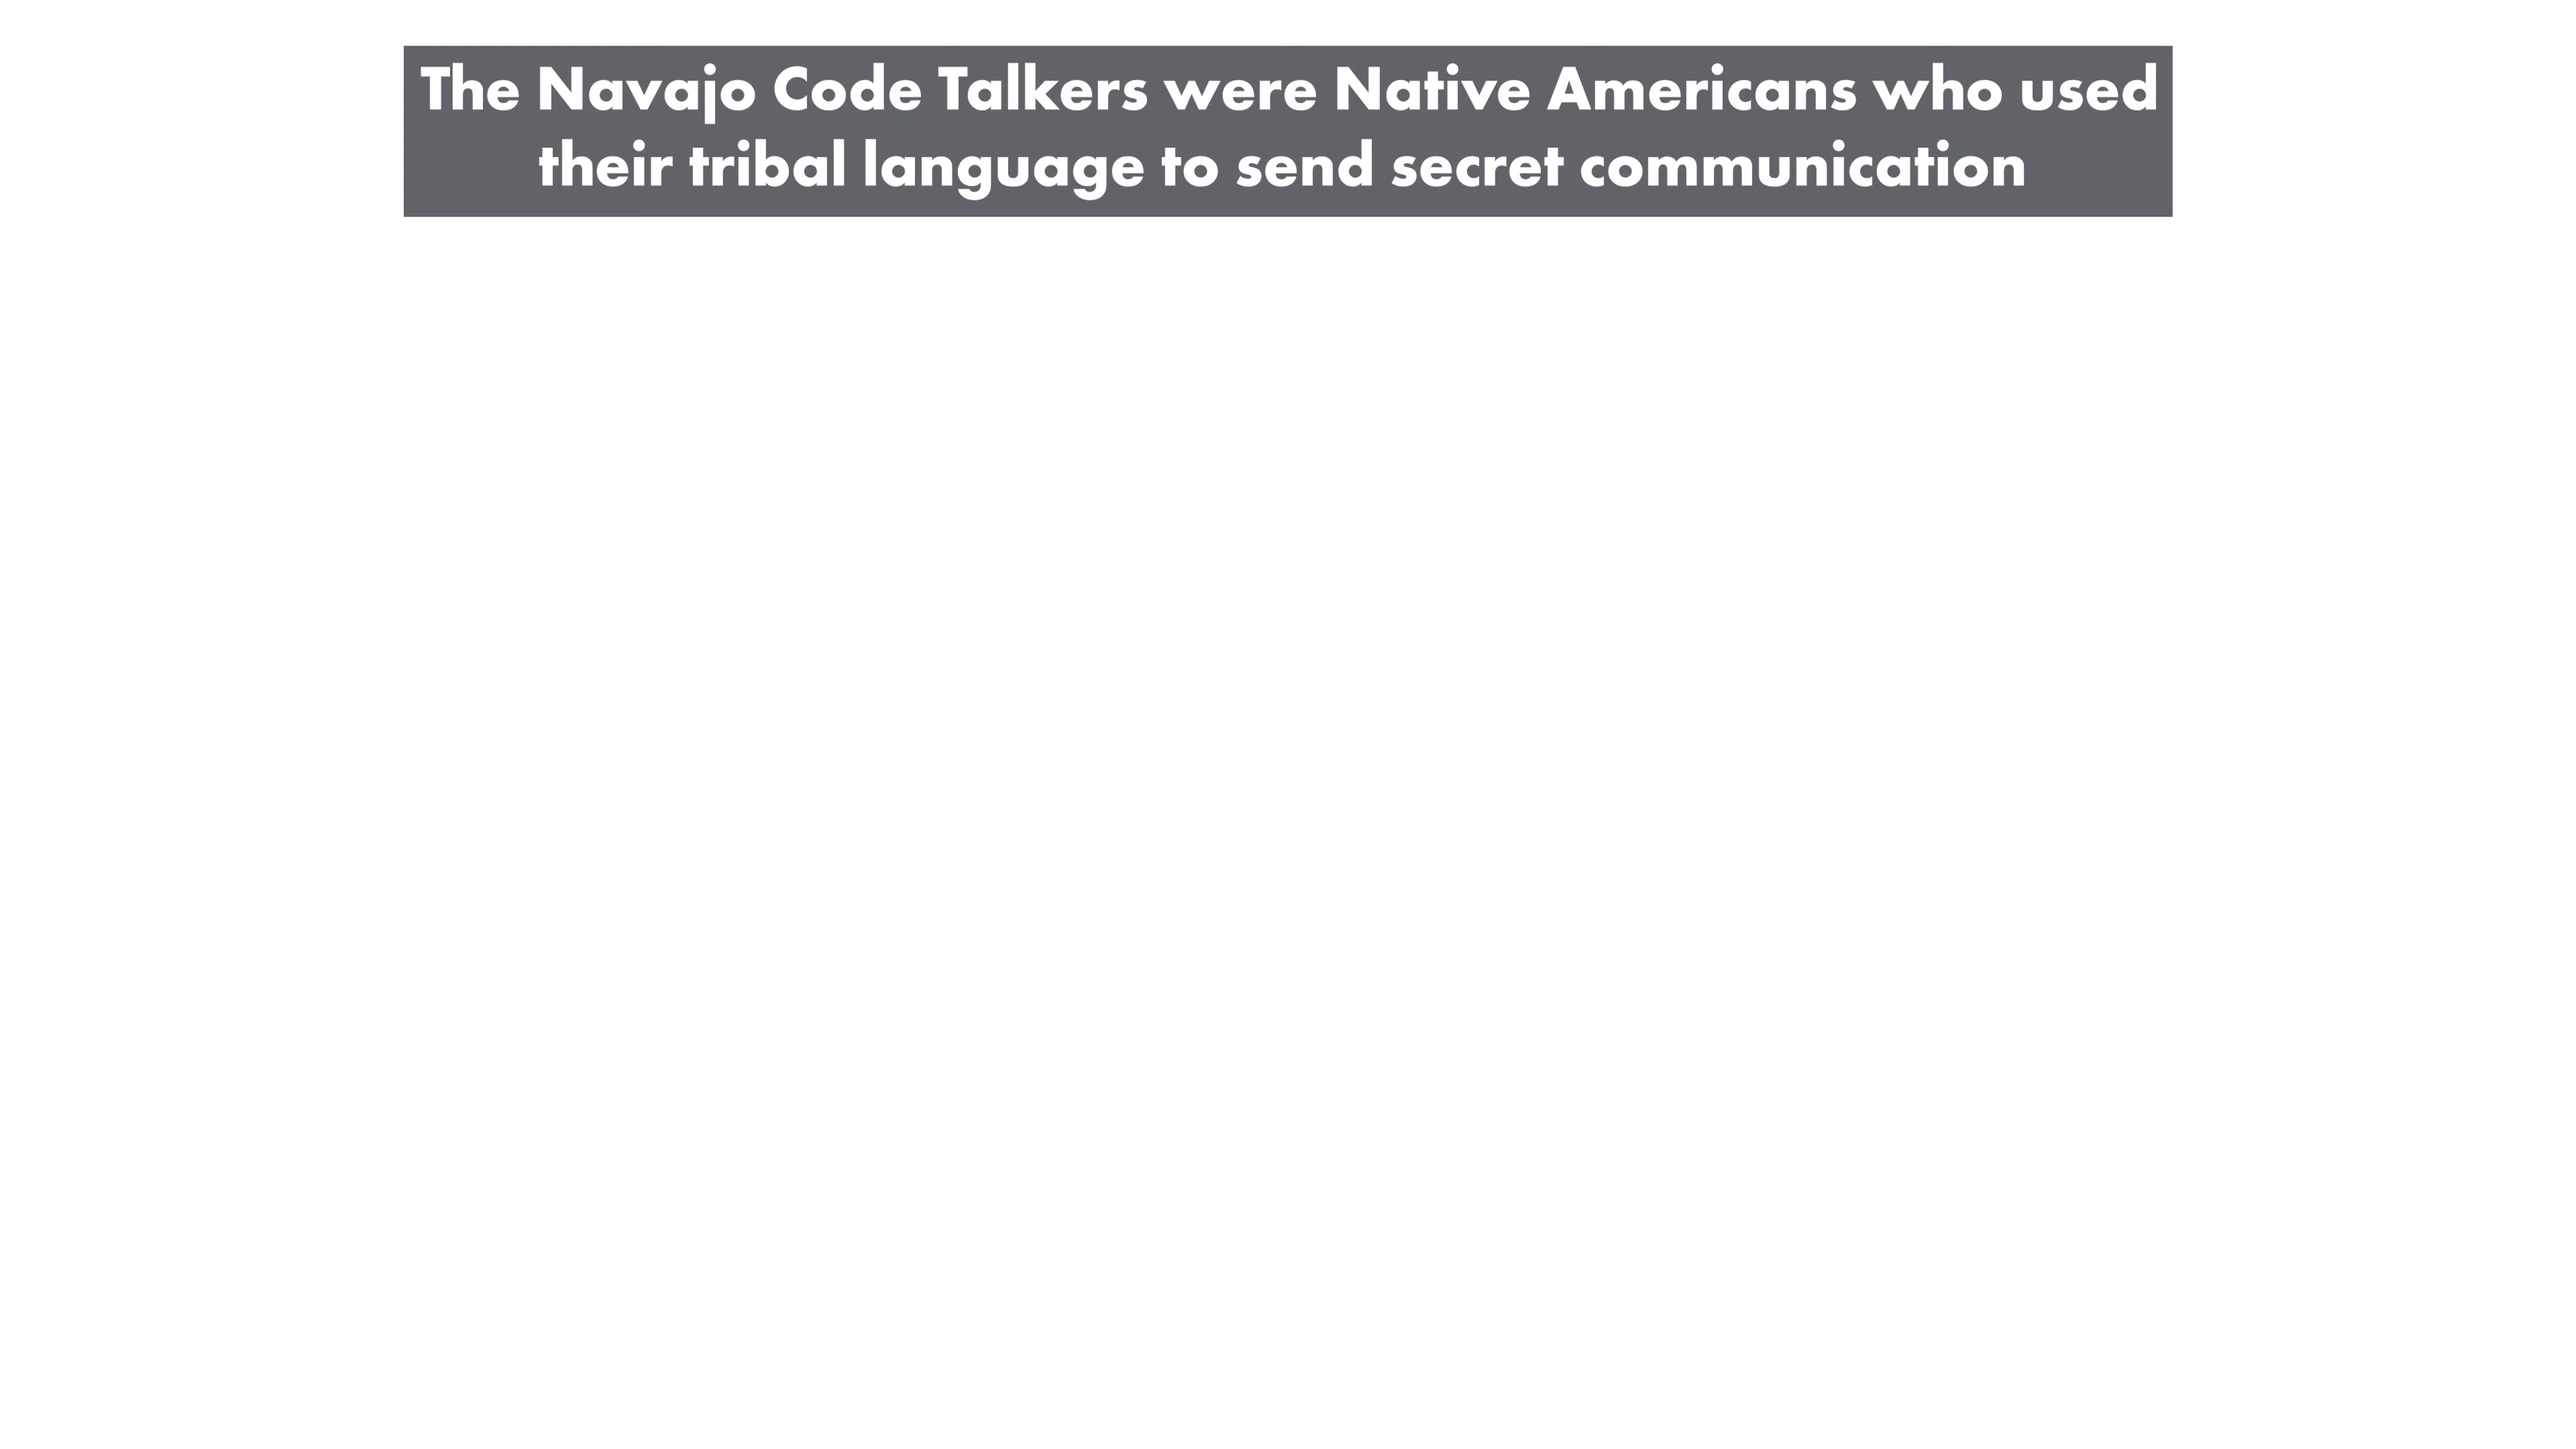 The Navajo Code Talkers were Native Americans who used
their tribal language to send secret communication